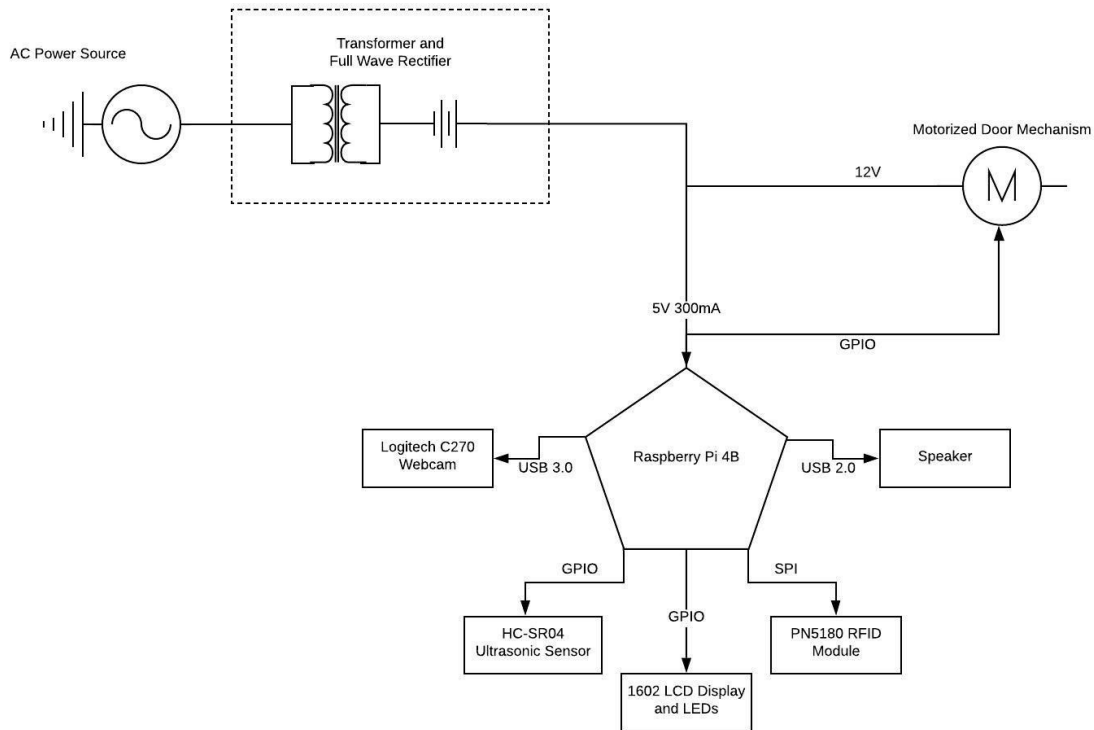 Transformer and
Full Wave Rectifier
AC Power Source
Motorized Door Mechanism
12V
M
5V 300mA
GPIO
Logitech C270
Webcam
USB 3.0
Raspberry Pi 4B
USB 2.0
Speaker
GPIO
SPI
GPIO
HC-SR04
Ultrasonic Sensor
PN5180 RFID
Module
1602 LCD Display
and LEDs